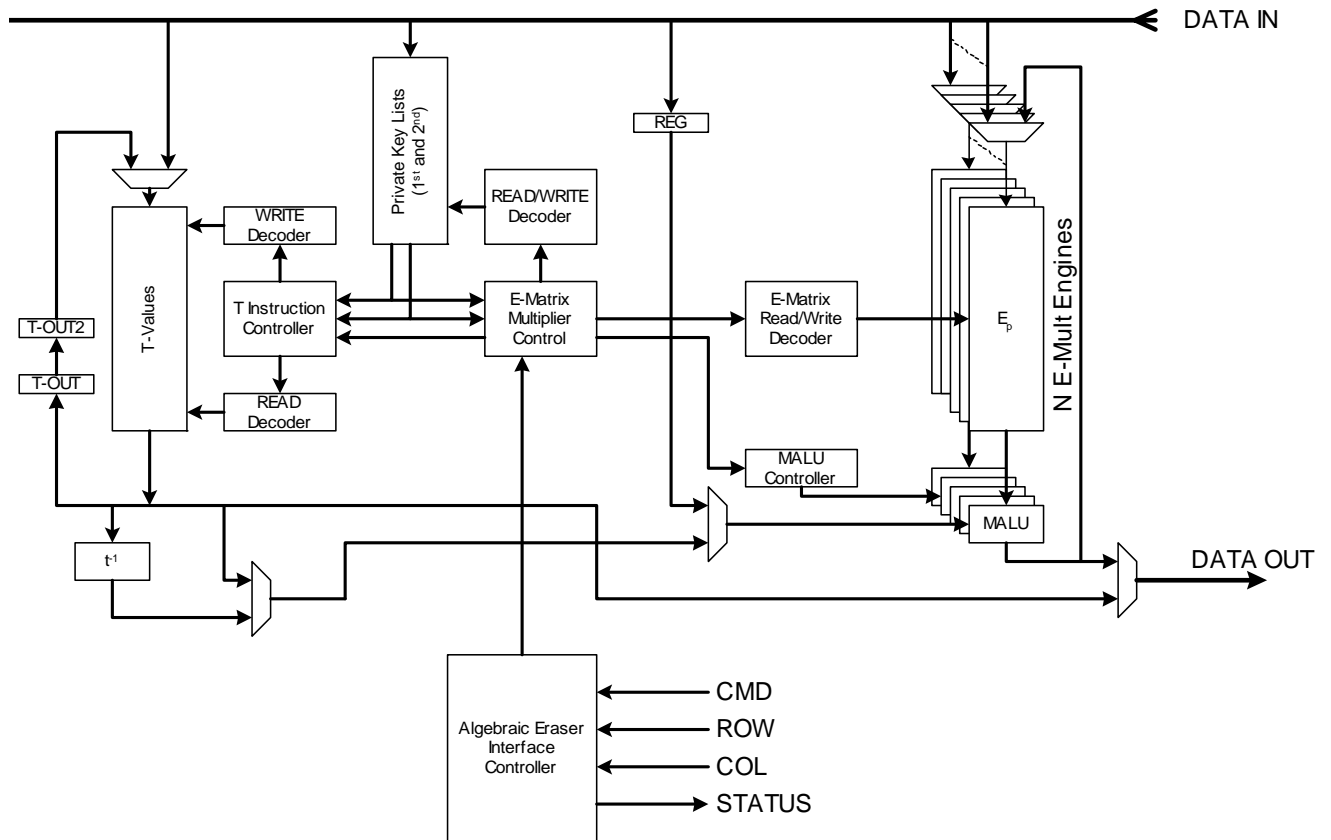 DATA IN
Private Key Lists
(1st and 2nd)
REG
READ/WRITE
Decoder
WRITE
Decoder
T-Values
T Instruction
Controller
E-Matrix
Multiplier
Control
E-Matrix
Read/Write
Decoder
Ep
N E-Mult Engines
T-OUT2
T-OUT
READ
Decoder
MALU
Controller
MALU
t-1
DATA OUT
Algebraic Eraser
Interface
Controller
CMD
ROW
COL
STATUS